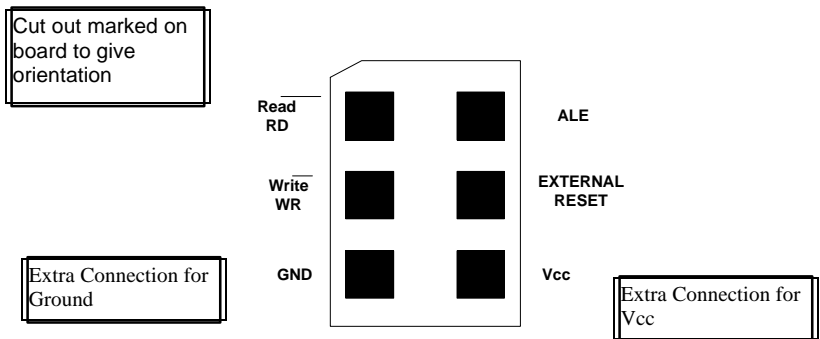 Cut out marked on
board to give
orientation
Read
RD
ALE
Write
WR
EXTERNAL
RESET
GND
Vcc
Extra Connection for
Ground
Extra Connection for
Vcc